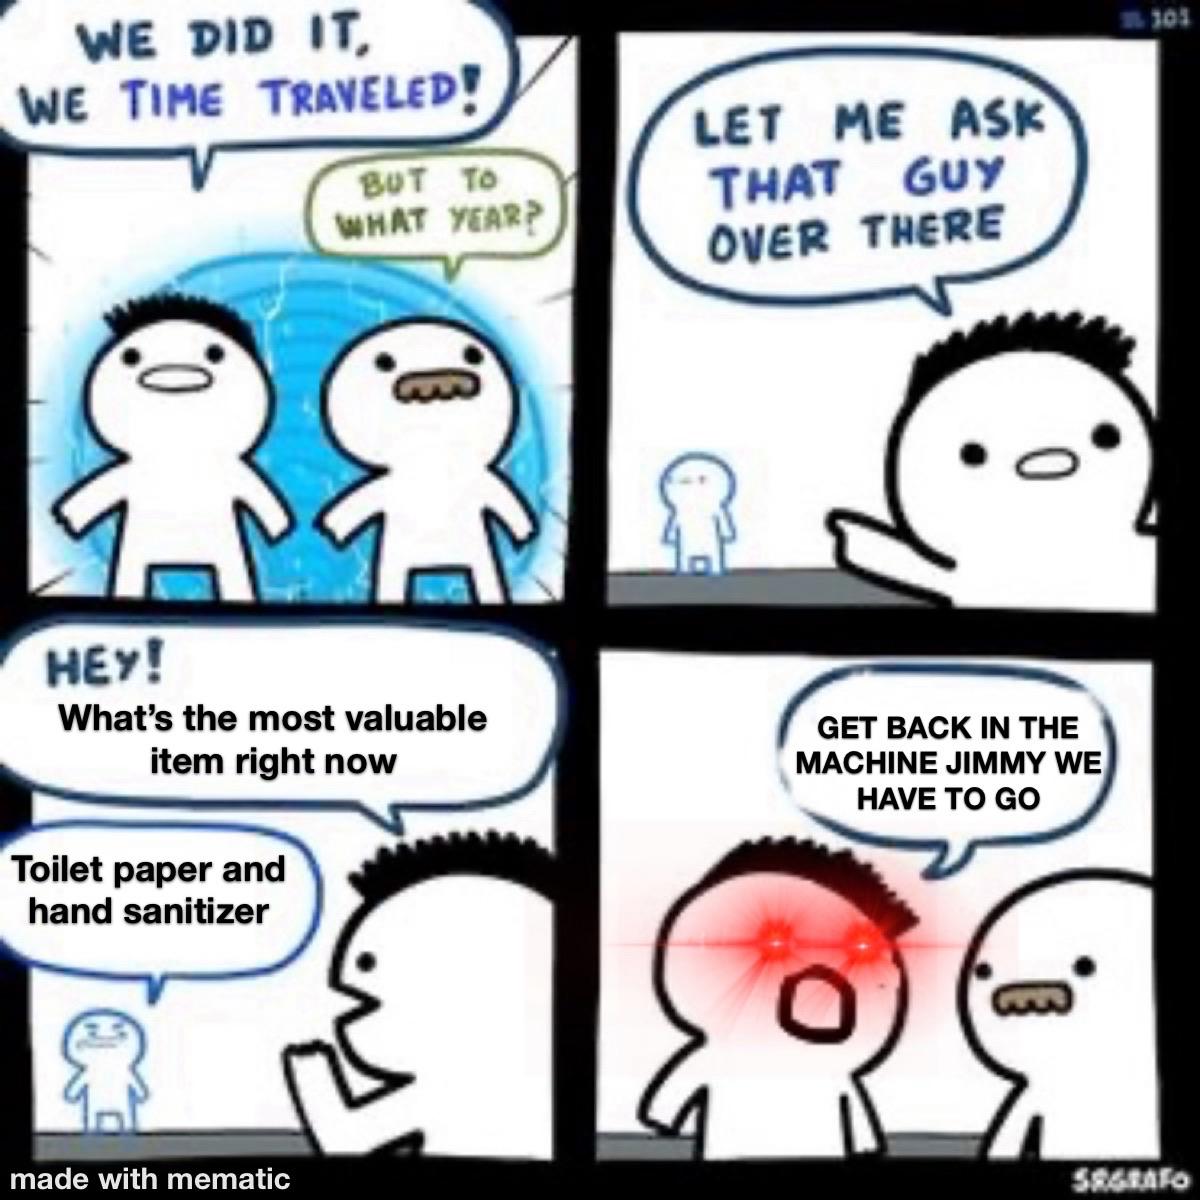 WE DID IT,
WE TIME TRAVELED!
BUT TO
WHAT YEAR?
LET ME ASK
THAT GUY
OVER THERE
HEY!
What's the most valuable
item right now
Toilet paper and
hand sanitizer
GET BACK IN THE
MACHINE JIMMY WE
HAVE TO GO
made with mematic
SRGRAFO